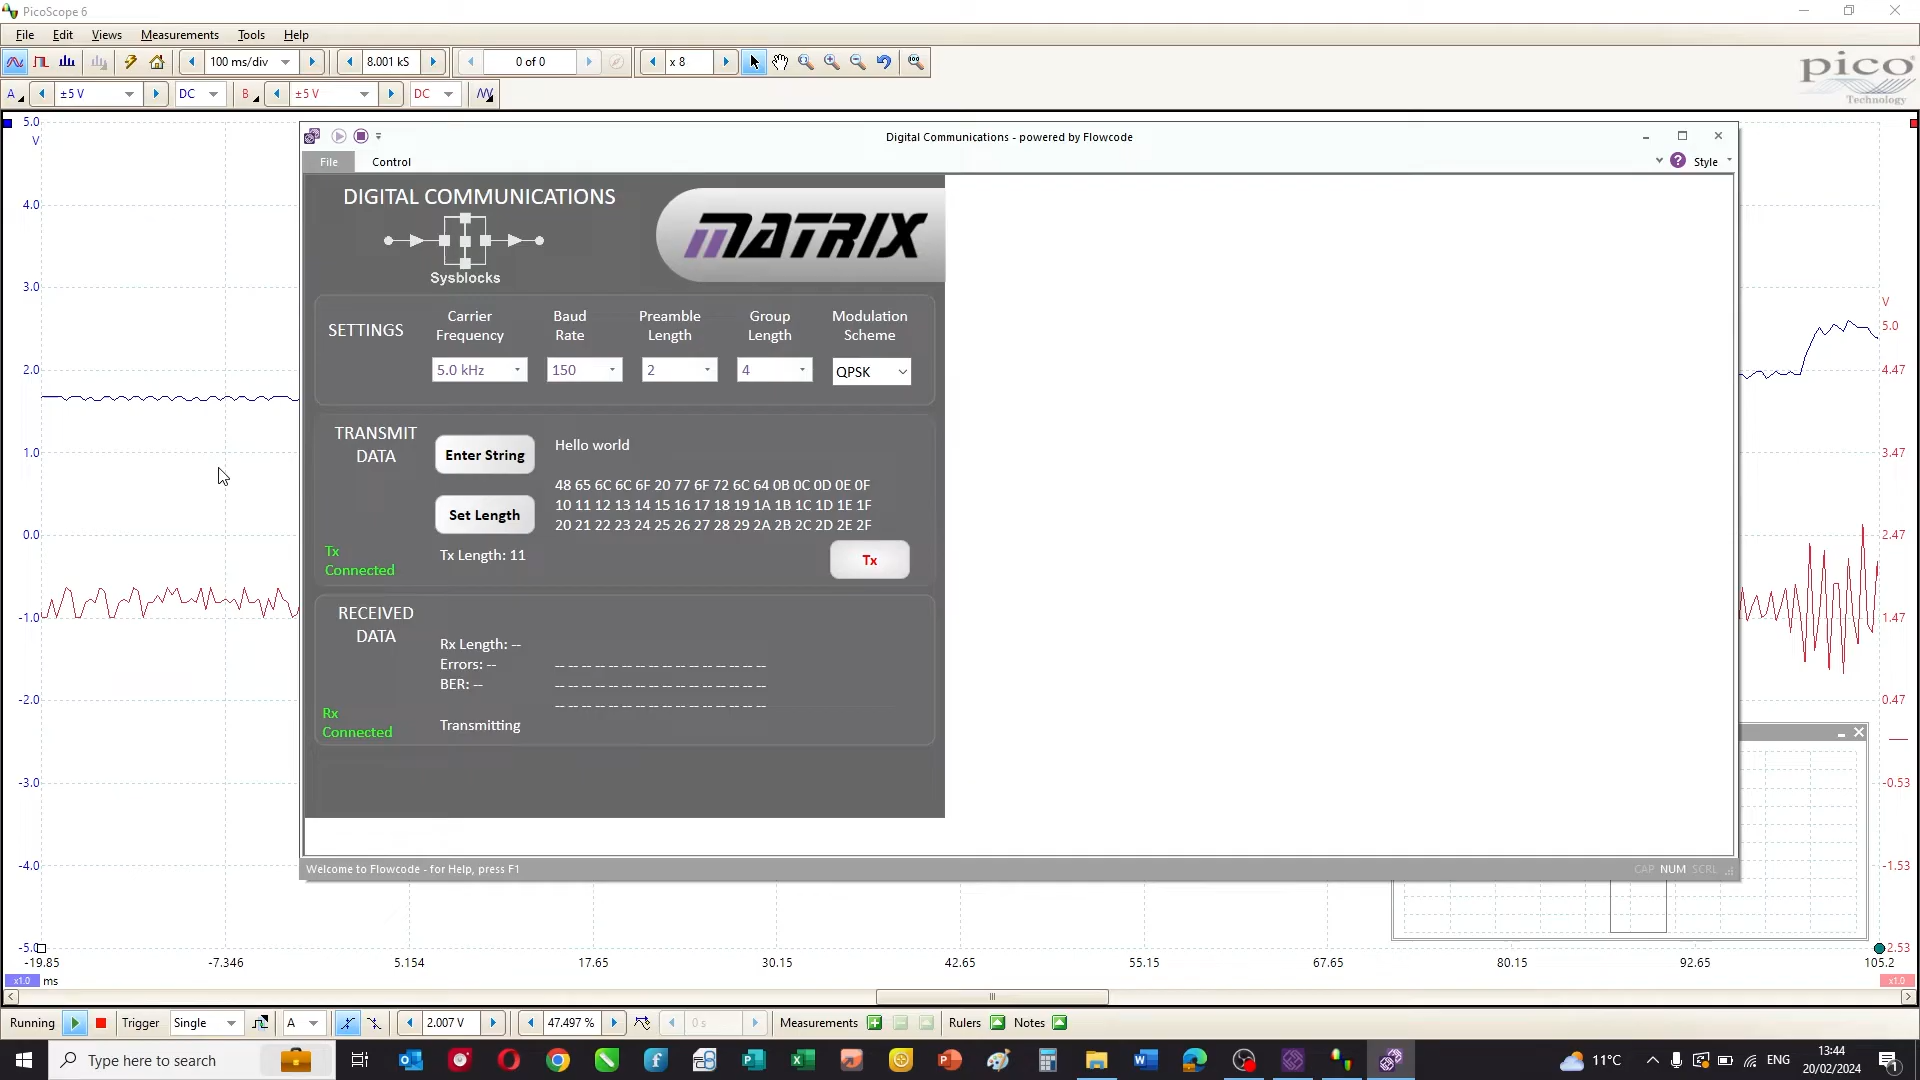 PicoScope 6
File Edit Views Measurements Tools Help
100 ms/div 8.001 kS 0 of 0 x 8
pico
Technology
A ±5 V DC B ±5 V DC
Digital Communications - powered by Flowcode
File Control Style
DIGITAL COMMUNICATIONS
MATRIX
Sysblocks
SETTINGS
Carrier Frequency
Baud Rate
Preamble Length
Group Length
Modulation Scheme
5.0 kHz 150 2 4 QPSK
TRANSMIT DATA
Enter String
Hello world
48 65 6C 6C 6F 20 77 6F 72 6C 64 0B 0C 0D 0E 0F
10 11 12 13 14 15 16 17 18 19 1A 1B 1C 1D 1E 1F
20 21 22 23 24 25 26 27 28 29 2A 2B 2C 2D 2E 2F
Set Length
Tx Connected
Tx Length: 11
Tx
RECEIVED DATA
Rx Length: --
Errors: -- -- -- -- -- -- -- -- -- -- -- -- -- -- -- -- --
BER: -- -- -- -- -- -- -- -- -- -- -- -- -- -- -- -- --
-- -- -- -- -- -- -- -- -- -- -- -- -- -- -- --
Rx Connected
Transmitting
Welcome to Flowcode - for Help, press F1
CAP NUM SCRL
5.0
V
4.0
3.0
2.0
1.0
0.0
-1.0
-2.0
-3.0
-4.0
-5.0
V
5.0
4.47
3.47
2.47
1.47
0.47
-0.53
-1.53
2.53
-19.85 -7.346 5.154 17.65 30.15 42.65 55.15 67.65 80.15 92.65 105.2
x1.0 ms x1.0
Running Trigger Single A 2.007 V 47.497 % 0 s Measurements Rulers Notes
Type here to search
11°C ENG
13:44
20/02/2024
1